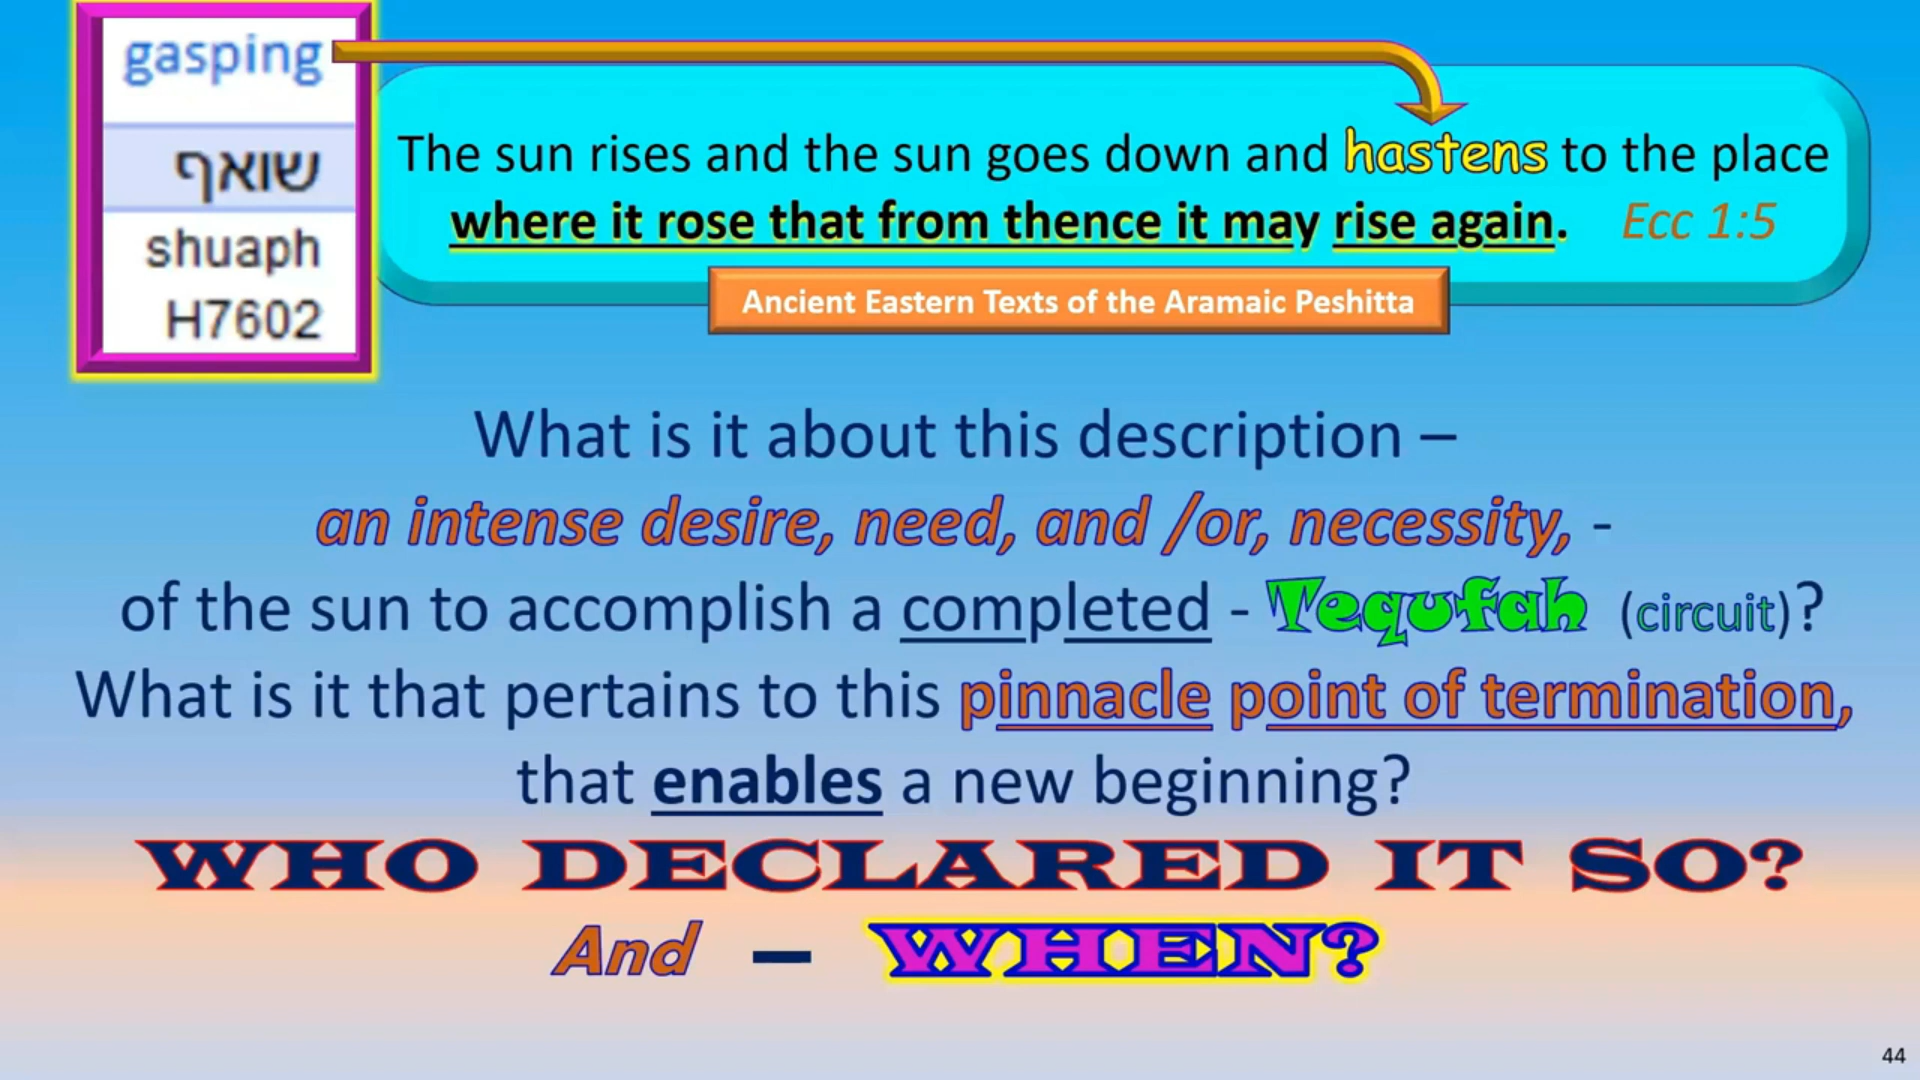 gasping
שואף
shuaph
H7602
The sun rises and the sun goes down and hastens to the place
where it rose that from thence it may rise again. Ecc 1:5
Ancient Eastern Texts of the Aramaic Peshitta
What is it about this description –
an intense desire, need, and /or, necessity, -
of the sun to accomplish a completed - Tequfah (circuit)?
What is it that pertains to this pinnacle point of termination,
that enables a new beginning?
WHO DECLARED IT SO?
And – WHEN?
44